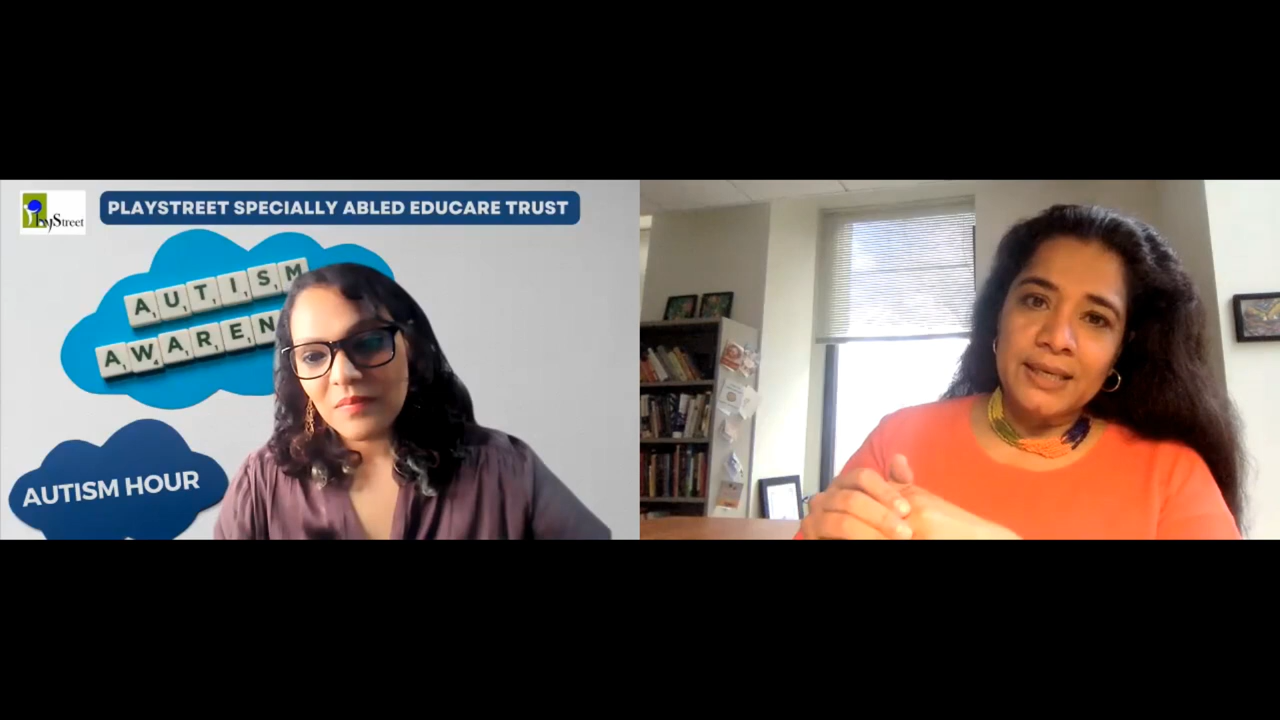 PlayStreet
PLAYSTREET SPECIALLY ABLED EDUCARE TRUST
AUTISM
AWAREN
AUTISM HOUR